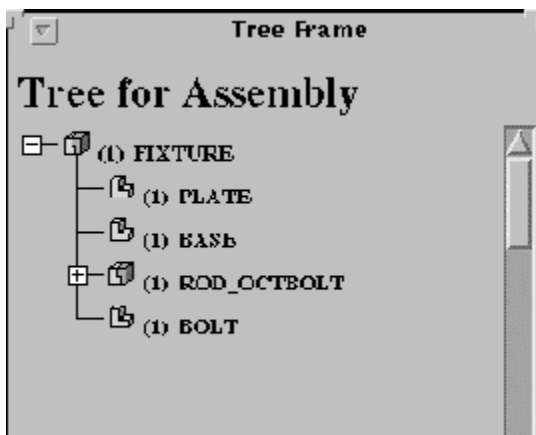 Tree Frame
Tree for Assembly
(1) FIXTURE
(1) PLATE
(1) BASE
(1) ROD_OCTBOLT
(1) BOLT